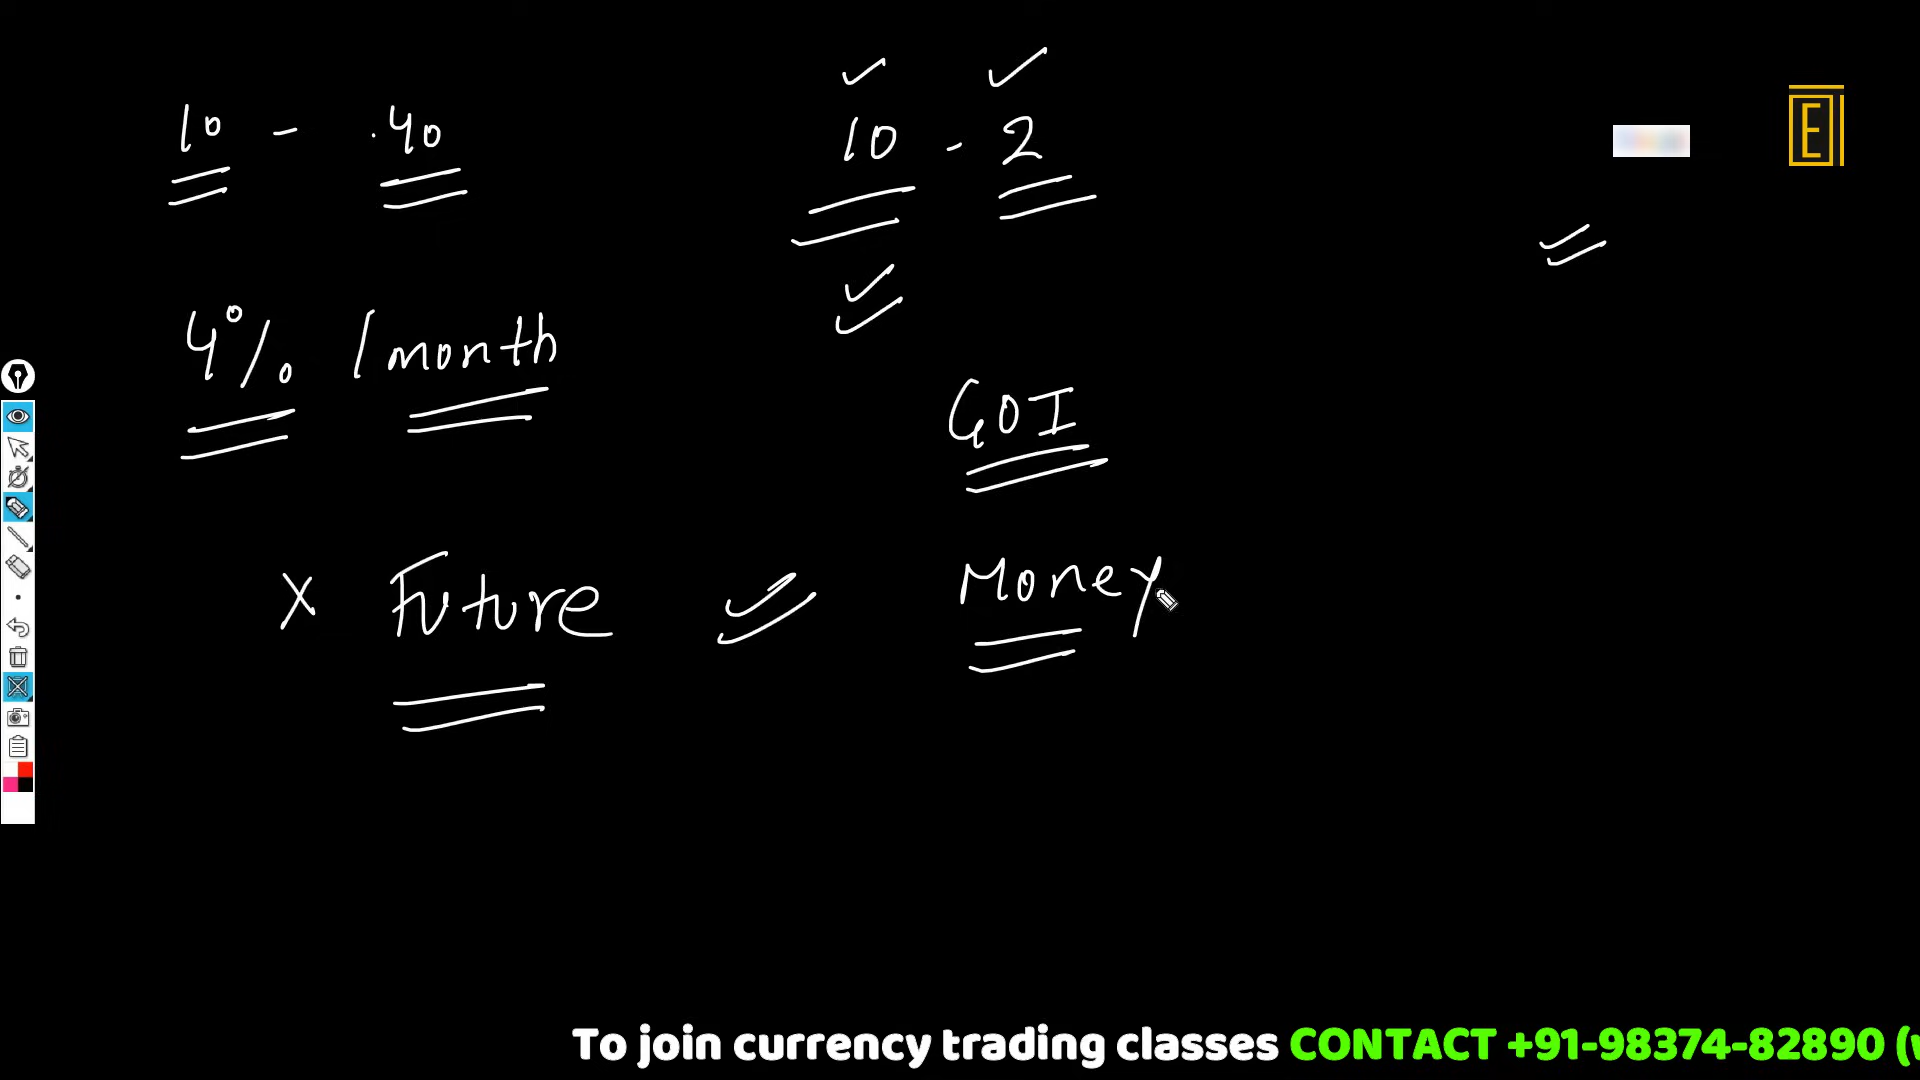 10 - .40
10 - 2
4% / month
GOI
x Future
Money
E
To join currency trading classes CONTACT +91-98374-82890 (